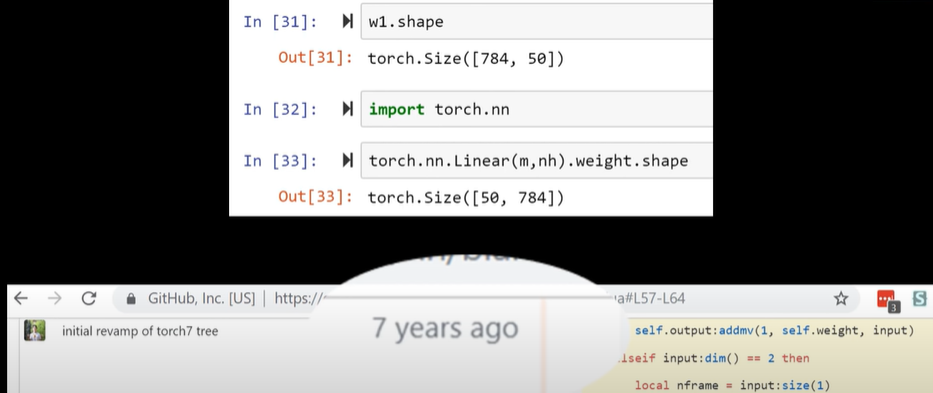 In [31]: w1.shape
Out[31]: torch.Size([784, 50])
In [32]: import torch.nn
In [33]: torch.nn.Linear(m,nh).weight.shape
Out[33]: torch.Size([50, 784])
GitHub, Inc. [US] | https:/ a#L57-L64 3 S
initial revamp of torch7 tree
7 years ago
self.output:addmv(1, self.weight, input)
lseif input:dim() == 2 then
local nframe = input:size(1)